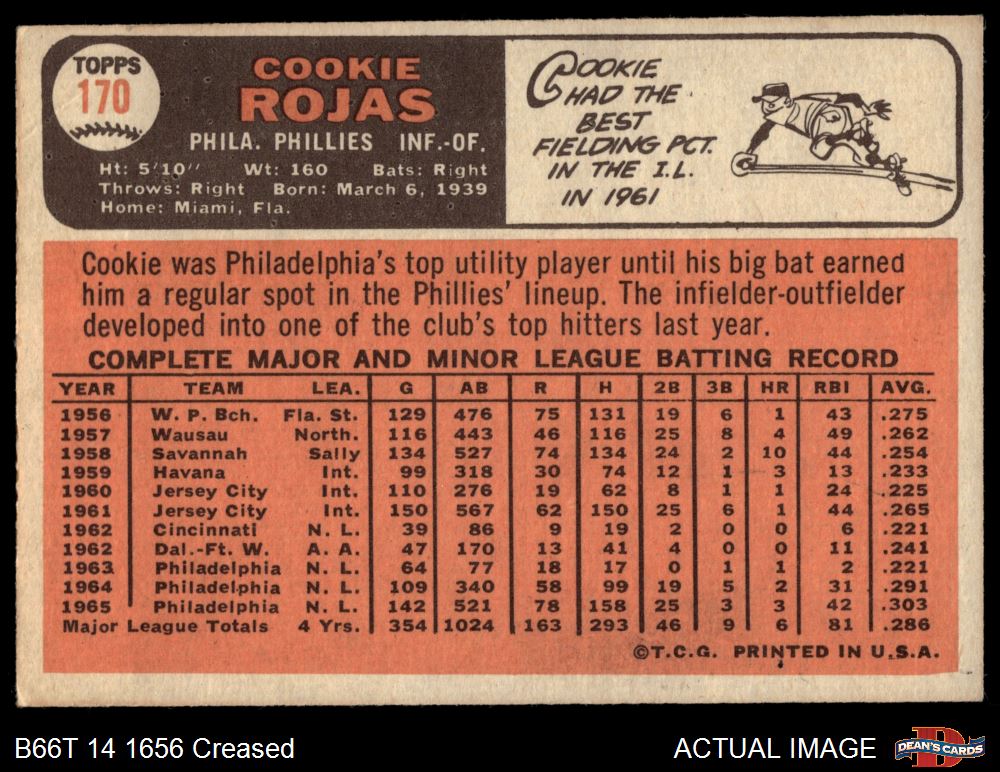 TOPPS
170
COOKIE
ROJAS
PHILA. PHILLIES INF.-OF.
Ht: 5'10" Wt: 160 Bats: Right
Throws: Right Born: March 6, 1939
Home: Miami, Fla.
COOKIE
HAD THE
BEST
FIELDING PCT.
IN THE I.L.
IN 1961
Cookie was Philadelphia's top utility player until his big bat earned
him a regular spot in the Phillies' lineup. The infielder-outfielder
developed into one of the club's top hitters last year.
COMPLETE MAJOR AND MINOR LEAGUE BATTING RECORD
YEAR TEAM LEA. G AB R H 2B 3B HR RBI AVG.
1956 W. P. Bch. Fla. St. 129 476 75 131 19 6 1 43 .275
1957 Wausau North. 116 443 46 116 25 8 4 49 .262
1958 Savannah Sally 134 527 74 134 24 2 10 44 .254
1959 Havana Int. 99 318 30 74 12 1 3 13 .233
1960 Jersey City Int. 110 276 19 62 8 1 1 24 .225
1961 Jersey City Int. 150 567 62 150 25 6 1 44 .265
1962 Cincinnati N. L. 39 86 9 19 2 0 0 6 .221
1962 Dal.-Ft. W. A. A. 47 170 13 41 4 0 0 11 .241
1963 Philadelphia N. L. 64 77 18 17 0 1 1 2 .221
1964 Philadelphia N. L. 109 340 58 99 19 5 2 31 .291
1965 Philadelphia N. L. 142 521 78 158 25 3 3 42 .303
Major League Totals 4 Yrs. 354 1024 163 293 46 9 6 81 .286
©T.C.G. PRINTED IN U.S.A.
B66T 14 1656 Creased
ACTUAL IMAGE
DEAN'S CARDS